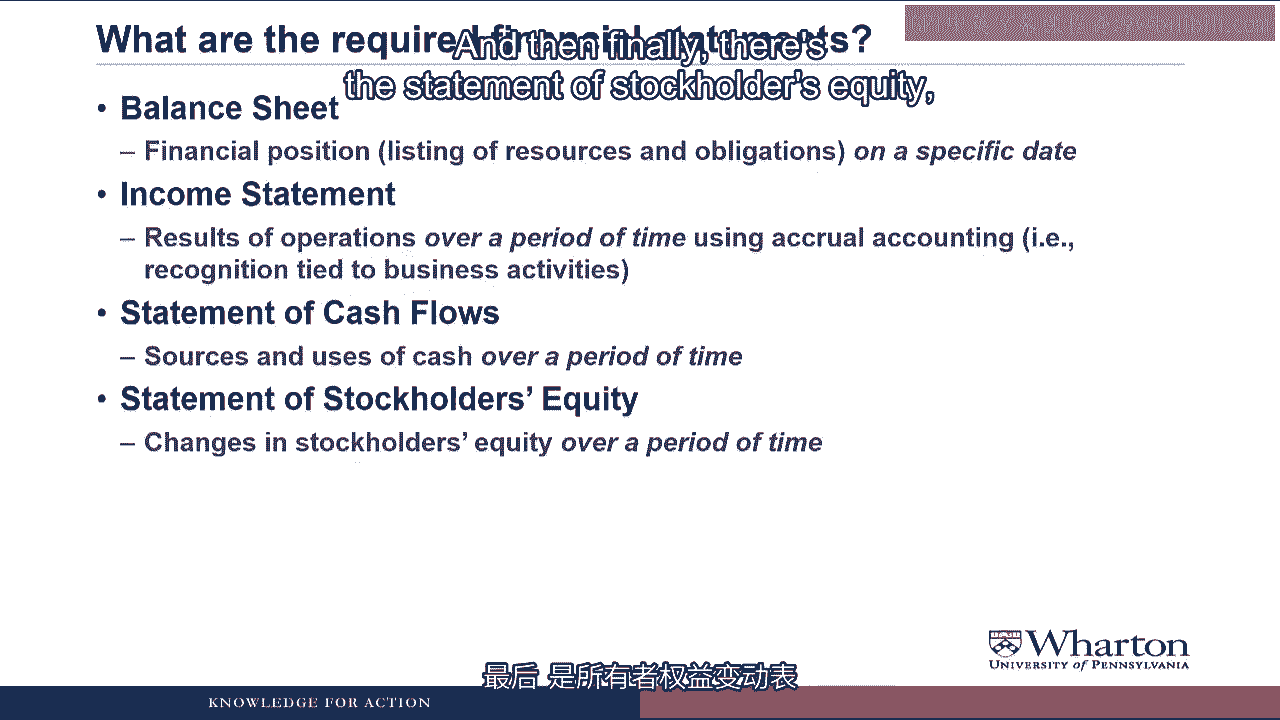 What are the required financial statements?
And then finally, there's
the statement of stockholder's equity,
• Balance Sheet
– Financial position (listing of resources and obligations) on a specific date
• Income Statement
– Results of operations over a period of time using accrual accounting (i.e.,
recognition tied to business activities)
• Statement of Cash Flows
– Sources and uses of cash over a period of time
• Statement of Stockholders’ Equity
– Changes in stockholders’ equity over a period of time
Wharton
UNIVERSITY of PENNSYLVANIA
最后 是所有者权益变动表
KNOWLEDGE FOR ACTION